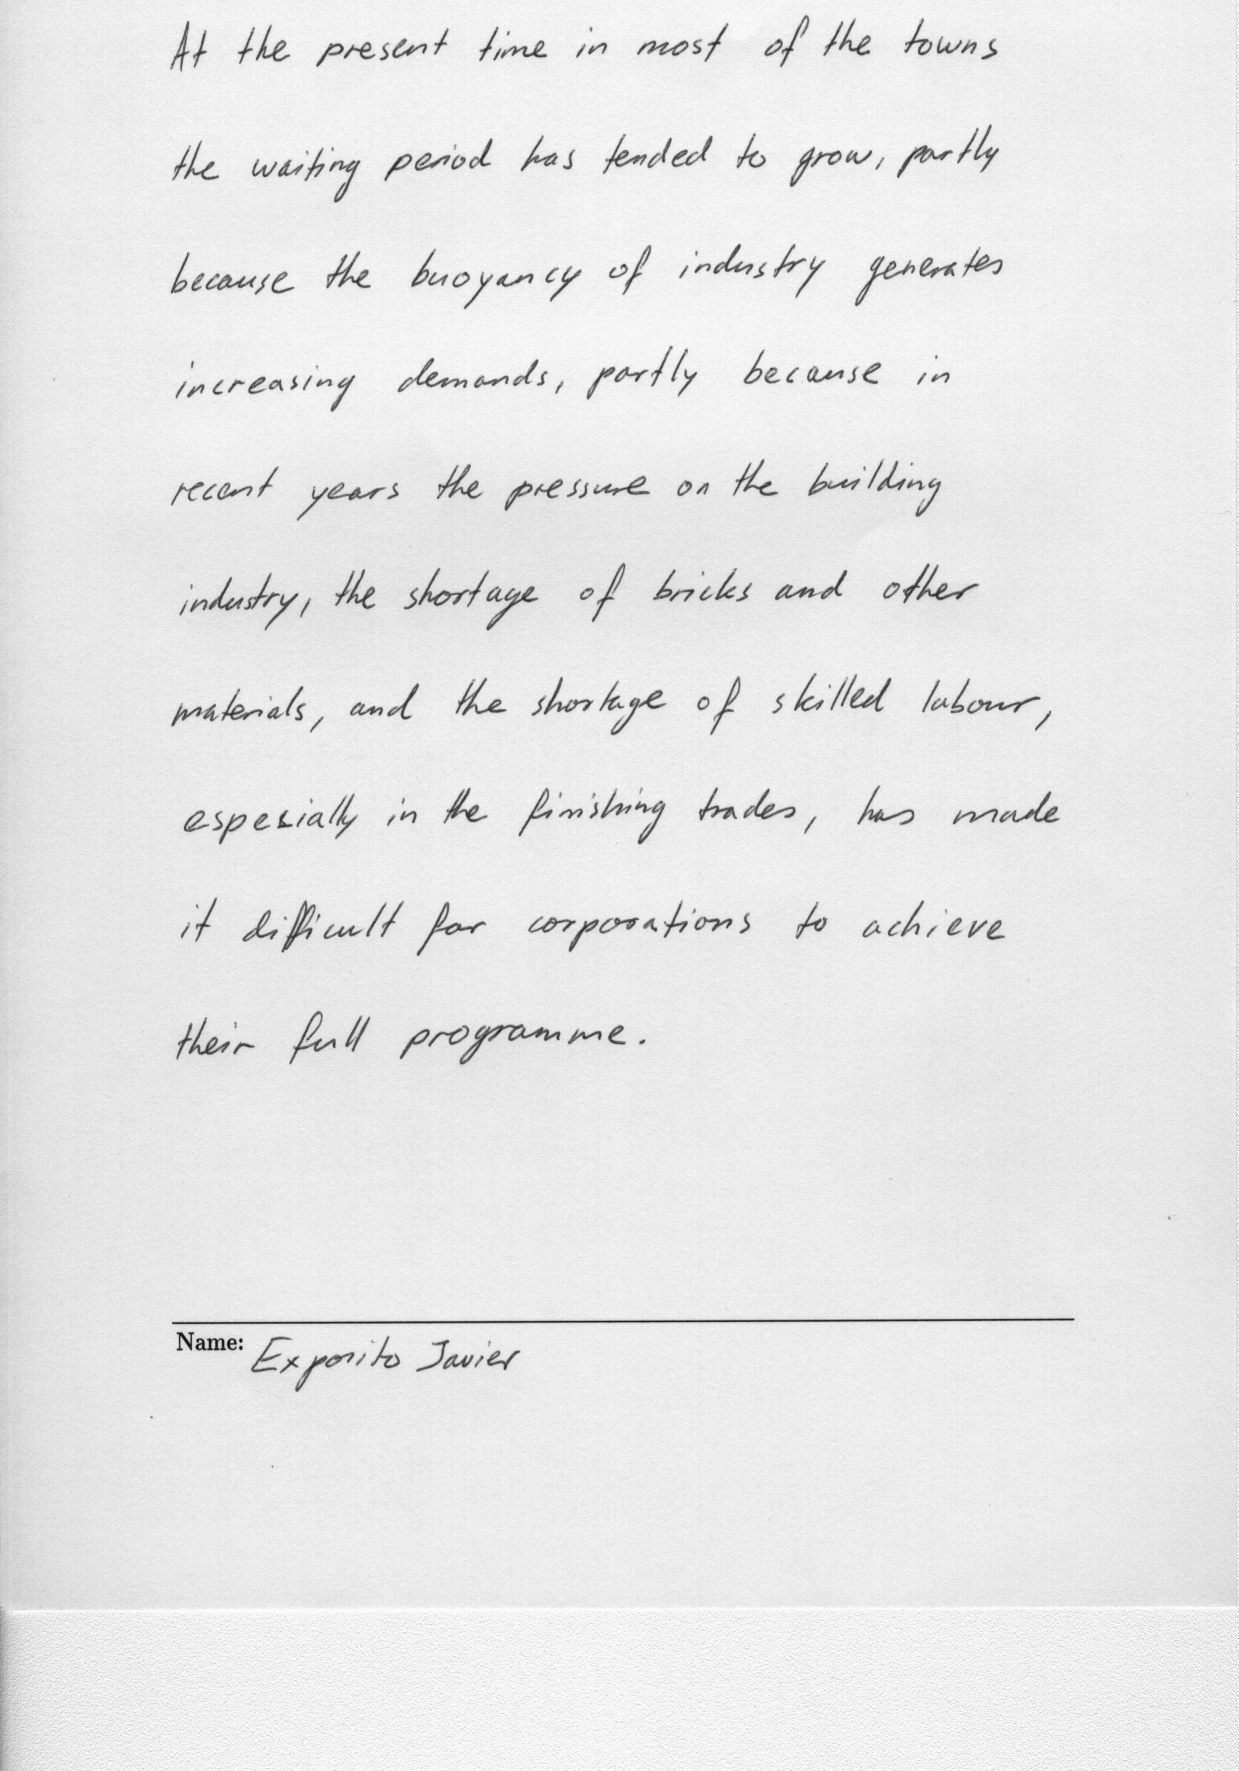 At the present time in most of the towns
the waiting period has tended to grow, partly
because the buoyancy of industry generates
increasing demands, partly because in
recent years the pressure on the building
industry, the shortage of bricks and other
materials, and the shortage of skilled labour,
especially in the finishing trades, has made
it difficult for corporations to achieve
their full programme.
Name: Exposito Javier